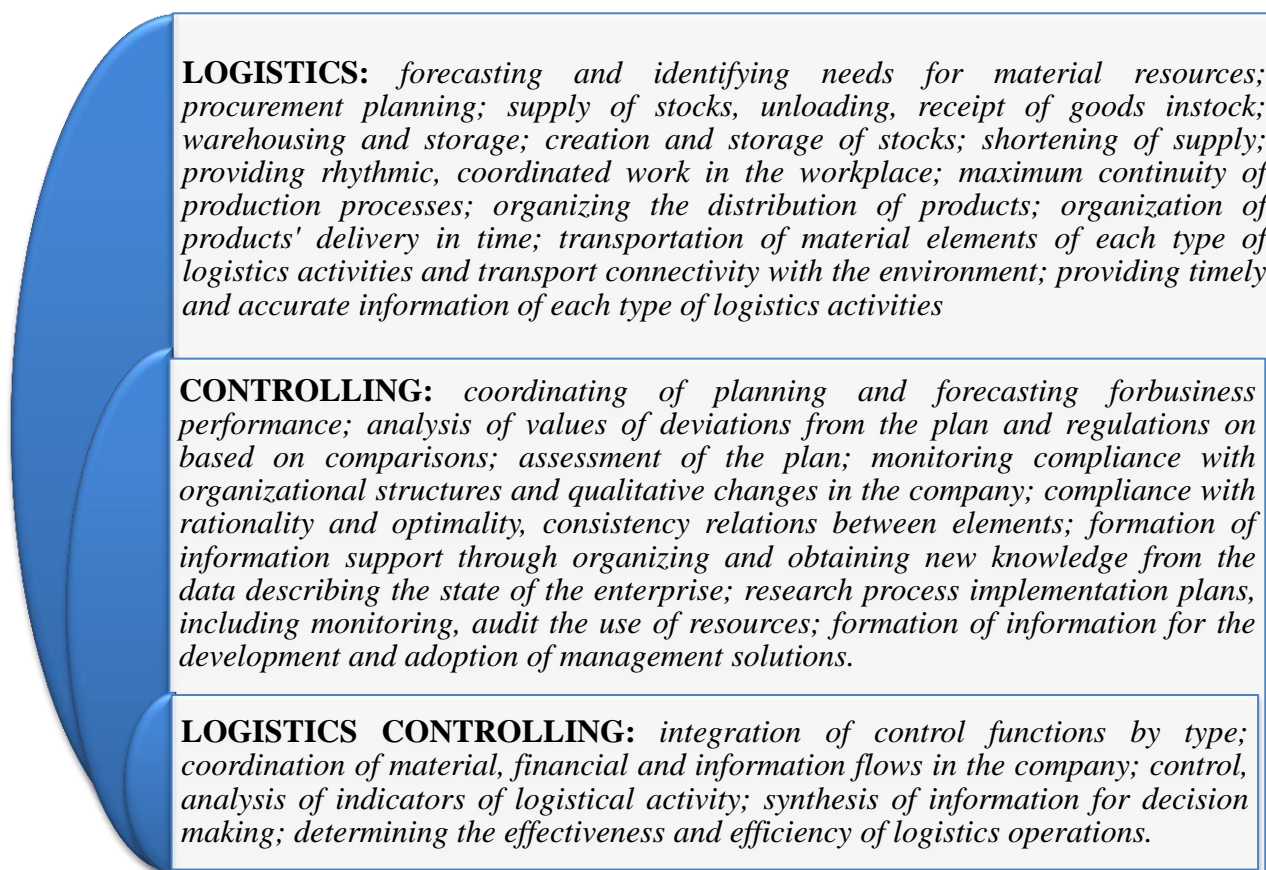 LOGISTICS: forecasting and identifying needs for material resources;
procurement planning; supply of stocks, unloading, receipt of goods instock;
warehousing and storage; creation and storage of stocks; shortening of supply;
providing rhythmic, coordinated work in the workplace; maximum continuity of
production processes; organizing the distribution of products; organization of
products' delivery in time; transportation of material elements of each type of
logistics activities and transport connectivity with the environment; providing timely
and accurate information of each type of logistics activities
CONTROLLING: coordinating of planning and forecasting forbusiness
performance; analysis of values of deviations from the plan and regulations on
based on comparisons; assessment of the plan; monitoring compliance with
organizational structures and qualitative changes in the company; compliance with
rationality and optimality, consistency relations between elements; formation of
information support through organizing and obtaining new knowledge from the
data describing the state of the enterprise; research process implementation plans,
including monitoring, audit the use of resources; formation of information for the
development and adoption of management solutions.
LOGISTICS CONTROLLING: integration of control functions by type;
coordination of material, financial and information flows in the company; control,
analysis of indicators of logistical activity; synthesis of information for decision
making; determining the effectiveness and efficiency of logistics operations.